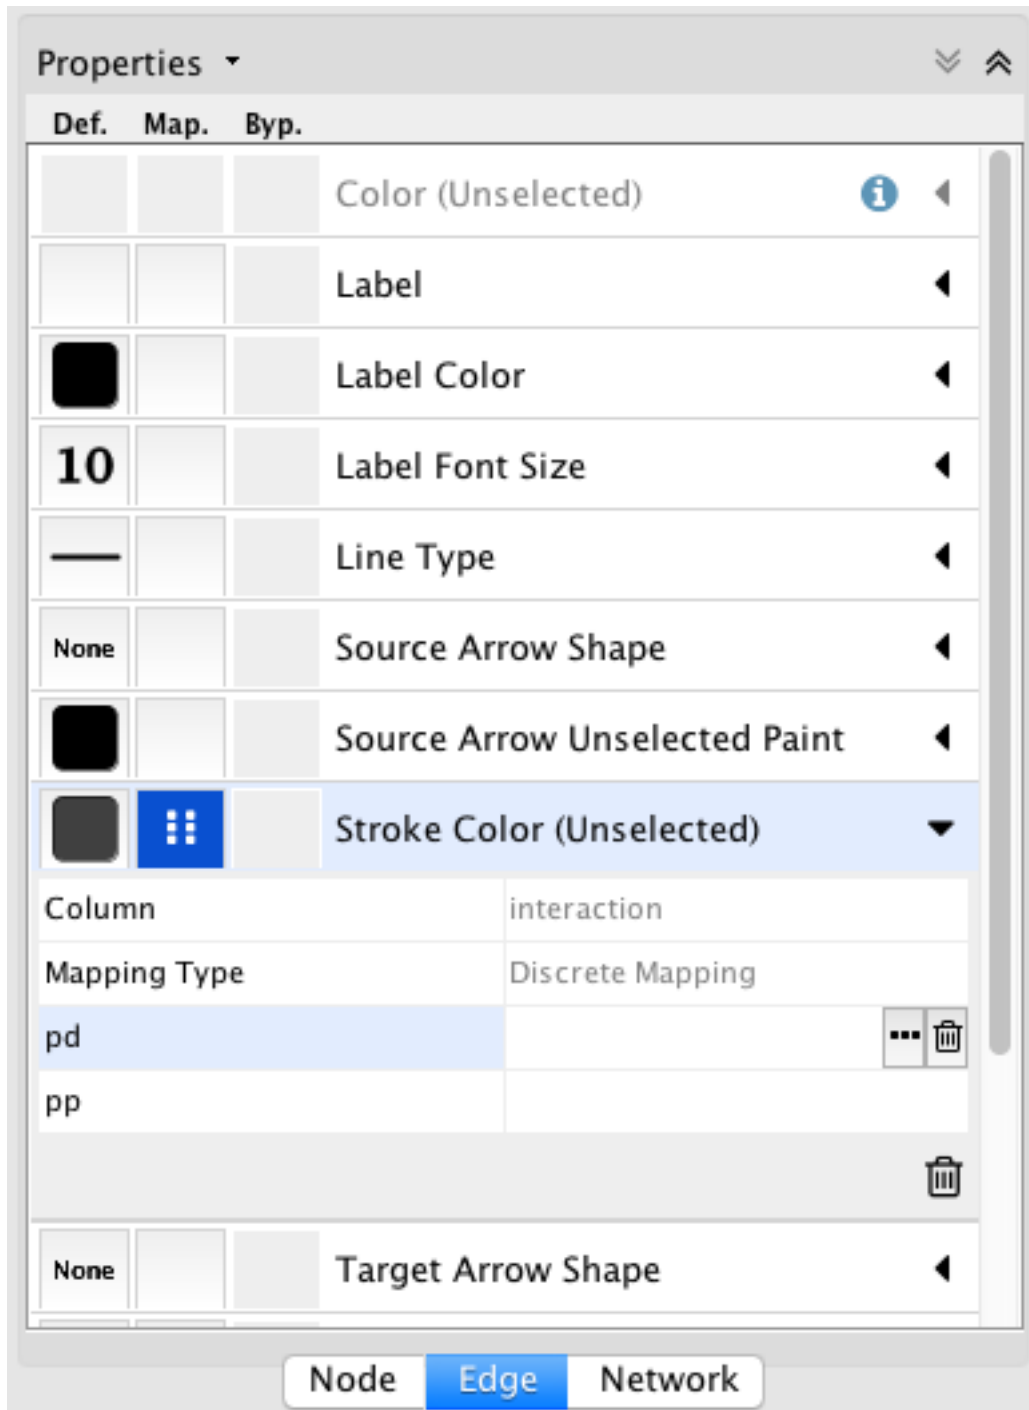 Properties
Def. Map. Byp.
Color (Unselected)
Label
Label Color
10 Label Font Size
Line Type
None Source Arrow Shape
Source Arrow Unselected Paint
Stroke Color (Unselected)
Column interaction
Mapping Type Discrete Mapping
pd
pp
None Target Arrow Shape
Node Edge Network